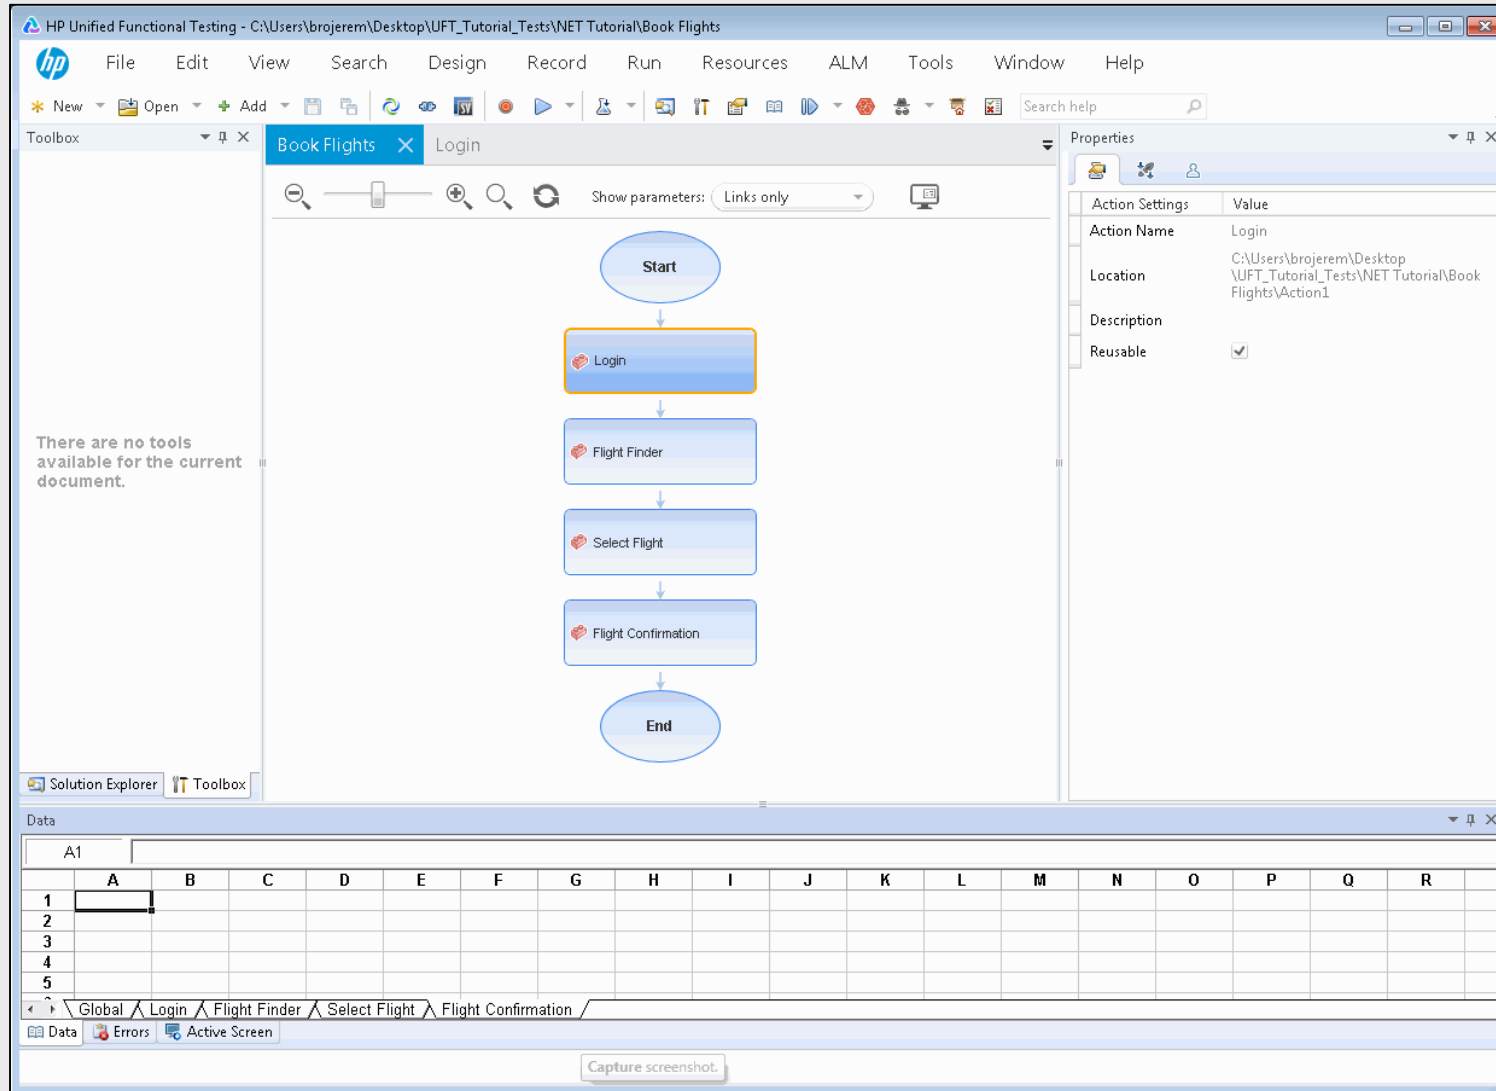 HP Unified Functional Testing - C:\Users\brojerem\Desktop\UFT_Tutorial_Tests\NET Tutorial\Book Flights
hp File Edit View Search Design Record Run Resources ALM Tools Window Help
New Open Add Search help
Toolbox
There are no tools
available for the current
document.
Solution Explorer Toolbox
Book Flights Login
Show parameters: Links only
Start
Login
Flight Finder
Select Flight
Flight Confirmation
End
Properties
Action Settings Value
Action Name Login
Location C:\Users\brojerem\Desktop
\UFT_Tutorial_Tests\NET Tutorial\Book
Flights\Action1
Description
Reusable
Data
A1
A B C D E F G H I J K L M N O P Q R
1
2
3
4
5
Global Login Flight Finder Select Flight Flight Confirmation
Data Errors Active Screen
Capture screenshot.